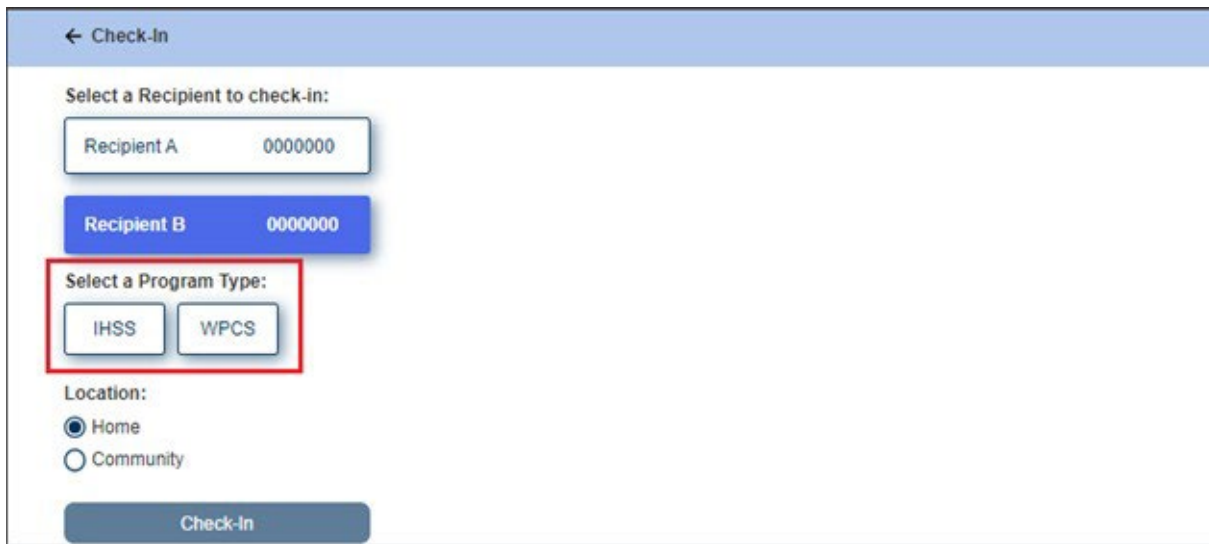 ← Check-In
Select a Recipient to check-in:
Recipient A 0000000
Recipient B 0000000
Select a Program Type:
IHSS WPCS
Location:
Home
Community
Check-In